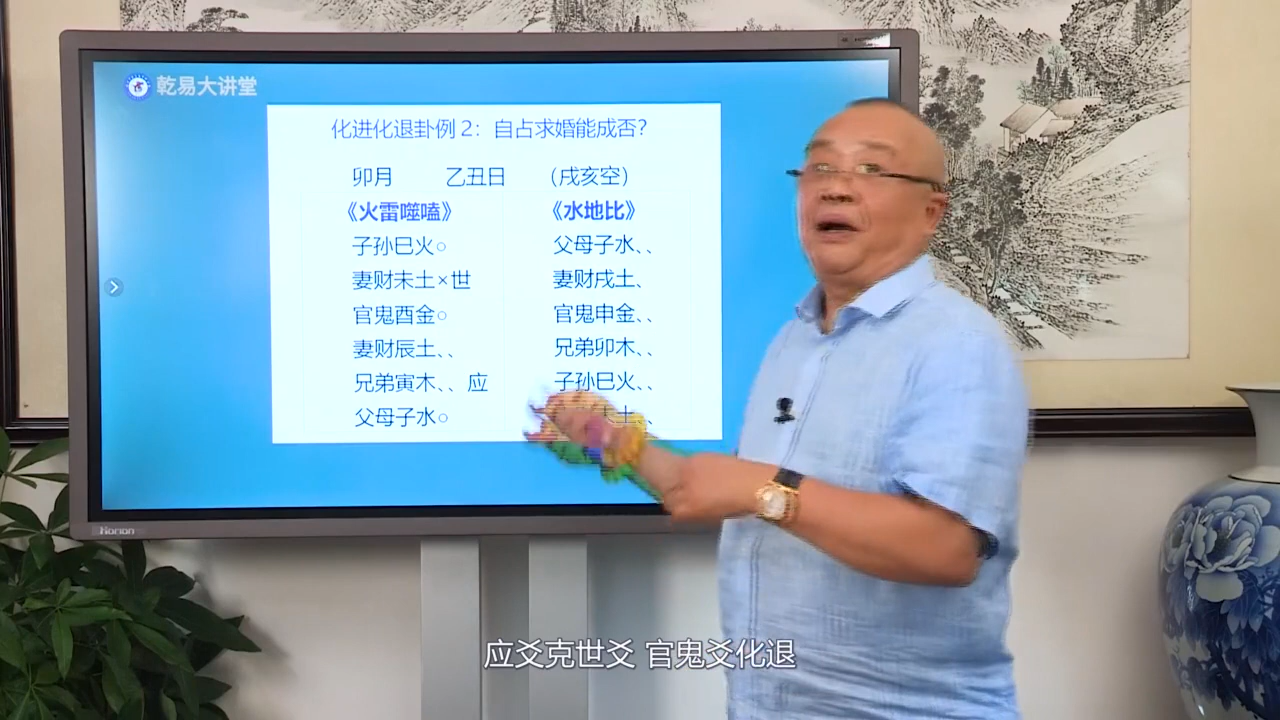 乾易大讲堂
化进化退卦例2：自占求婚能成否？
卯月 乙丑日 （戌亥空）
《火雷噬嗑》 《水地比》
子孙巳火○ 父母子水、、
妻财未土×世 妻财戌土、
官鬼酉金○ 官鬼申金、、
妻财辰土、、 兄弟卯木、、
兄弟寅木、、应 子孙巳火、、
父母子水○ 土、、
Horion
应爻克世爻 官鬼爻化退